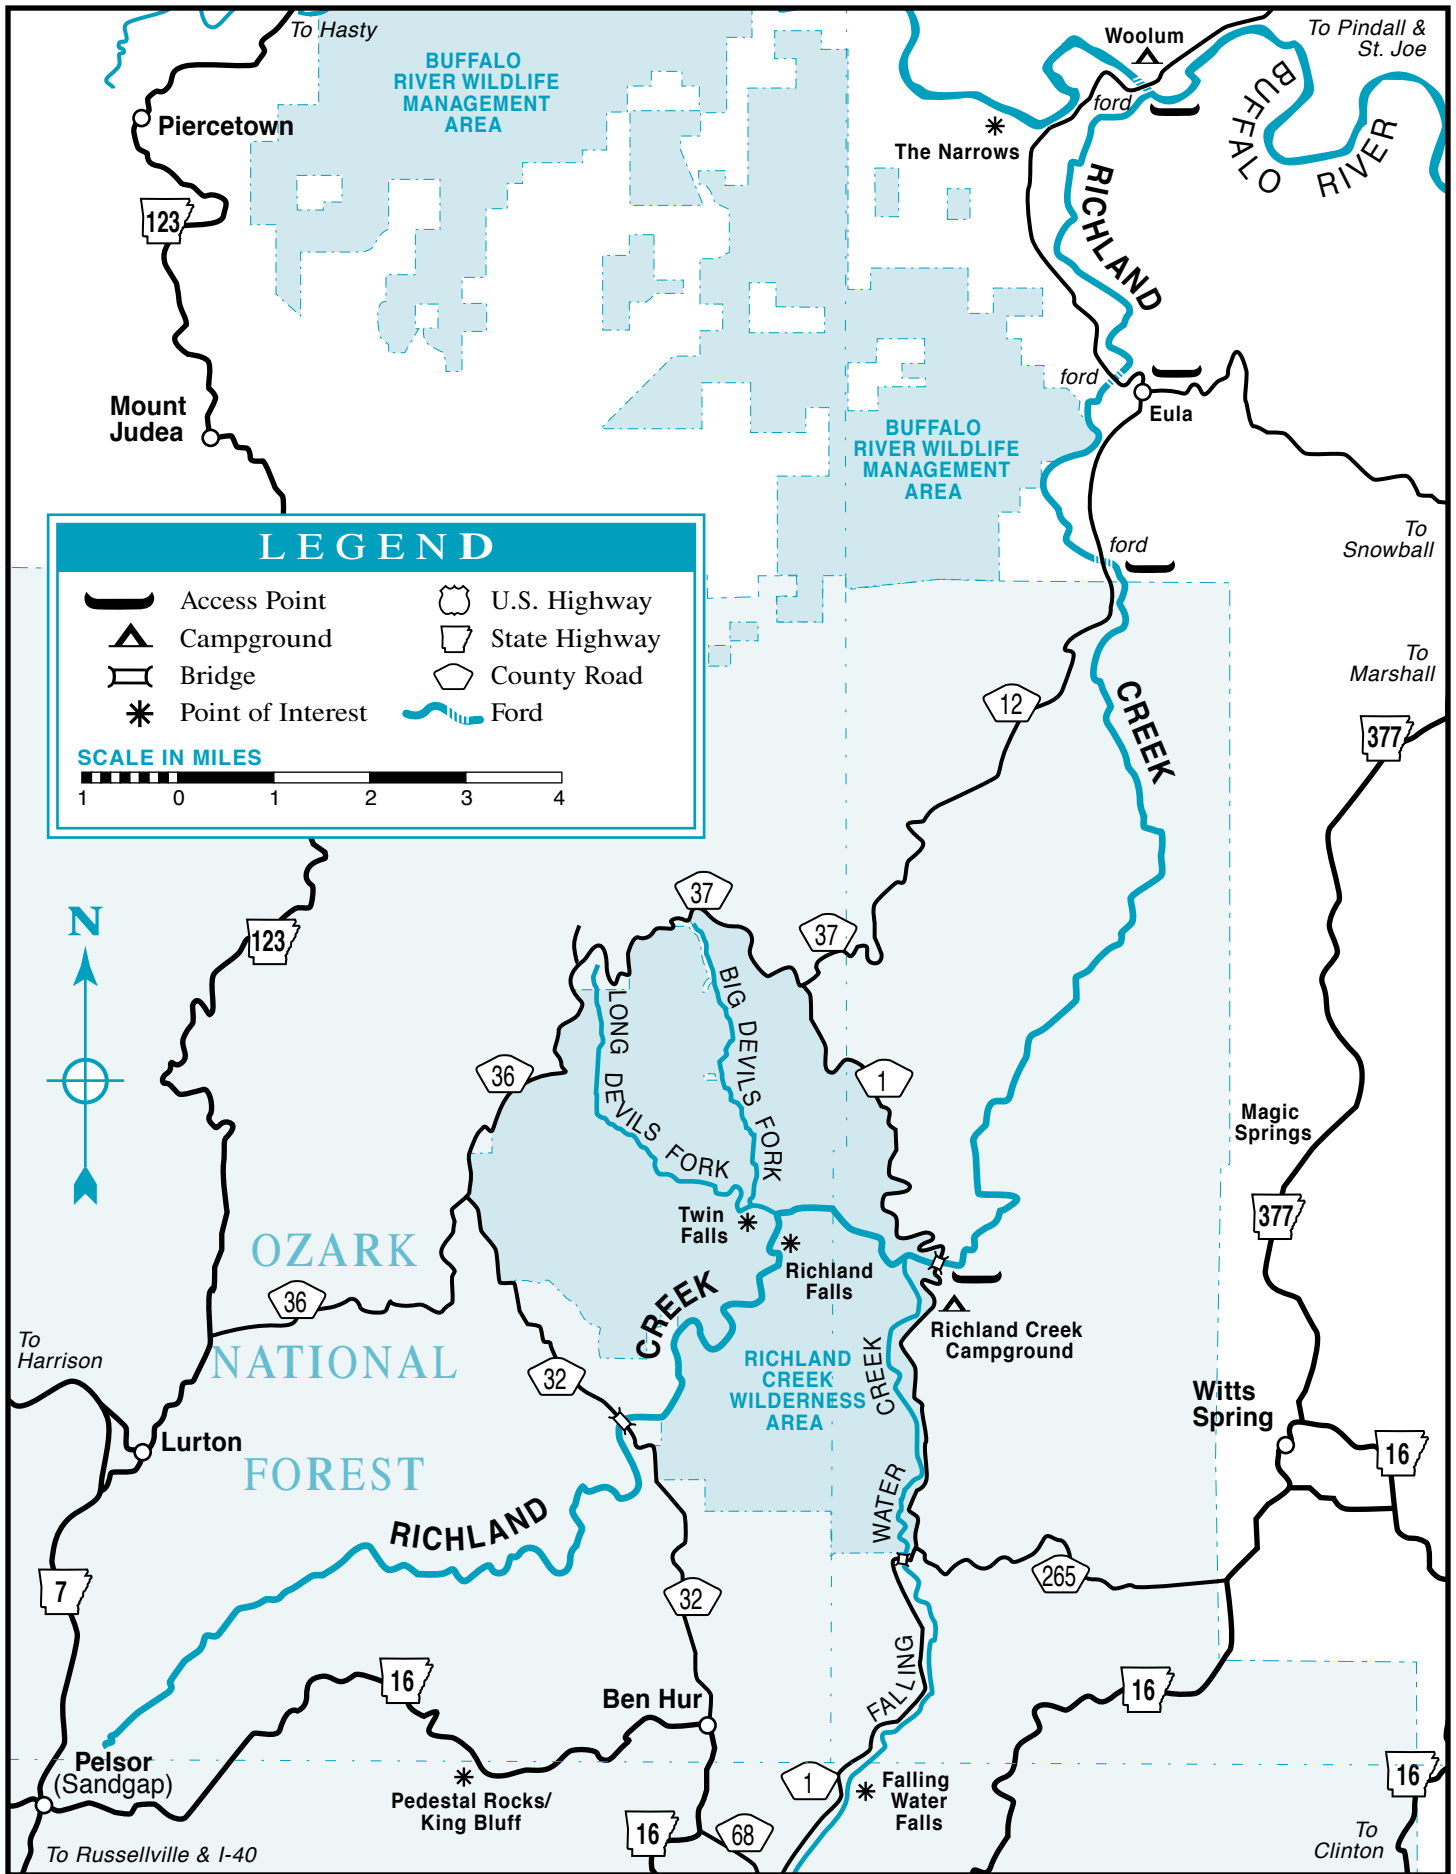 To Hasty
BUFFALO
RIVER WILDLIFE
MANAGEMENT
AREA
Woolum
To Pindall &
St. Joe
ford
BUFFALO
RIVER
Piercetown
The Narrows
123
RICHLAND
ford
Eula
Mount
Judea
BUFFALO
RIVER WILDLIFE
MANAGEMENT
AREA
ford
To
Snowball
LEGEND
Access Point
U.S. Highway
Campground
State Highway
Bridge
County Road
Point of Interest
Ford
SCALE IN MILES
1 0 1 2 3 4
To
Marshall
12
CREEK
377
37
37
N
123
LONG
DEVILS
FORK
BIG
DEVILS
FORK
36
1
Magic
Springs
377
Twin
Falls
Richland
Falls
OZARK
NATIONAL
FOREST
36
CREEK
Richland Creek
Campground
To
Harrison
32
RICHLAND
CREEK
WILDERNESS
AREA
CREEK
Witts
Spring
16
Lurton
WATER
RICHLAND
7
32
265
FALLING
16
Ben Hur
16
Pelsor
(Sandgap)
Pedestal Rocks/
King Bluff
1
Falling
Water
Falls
16
16
68
To
Clinton
To Russellville & I-40